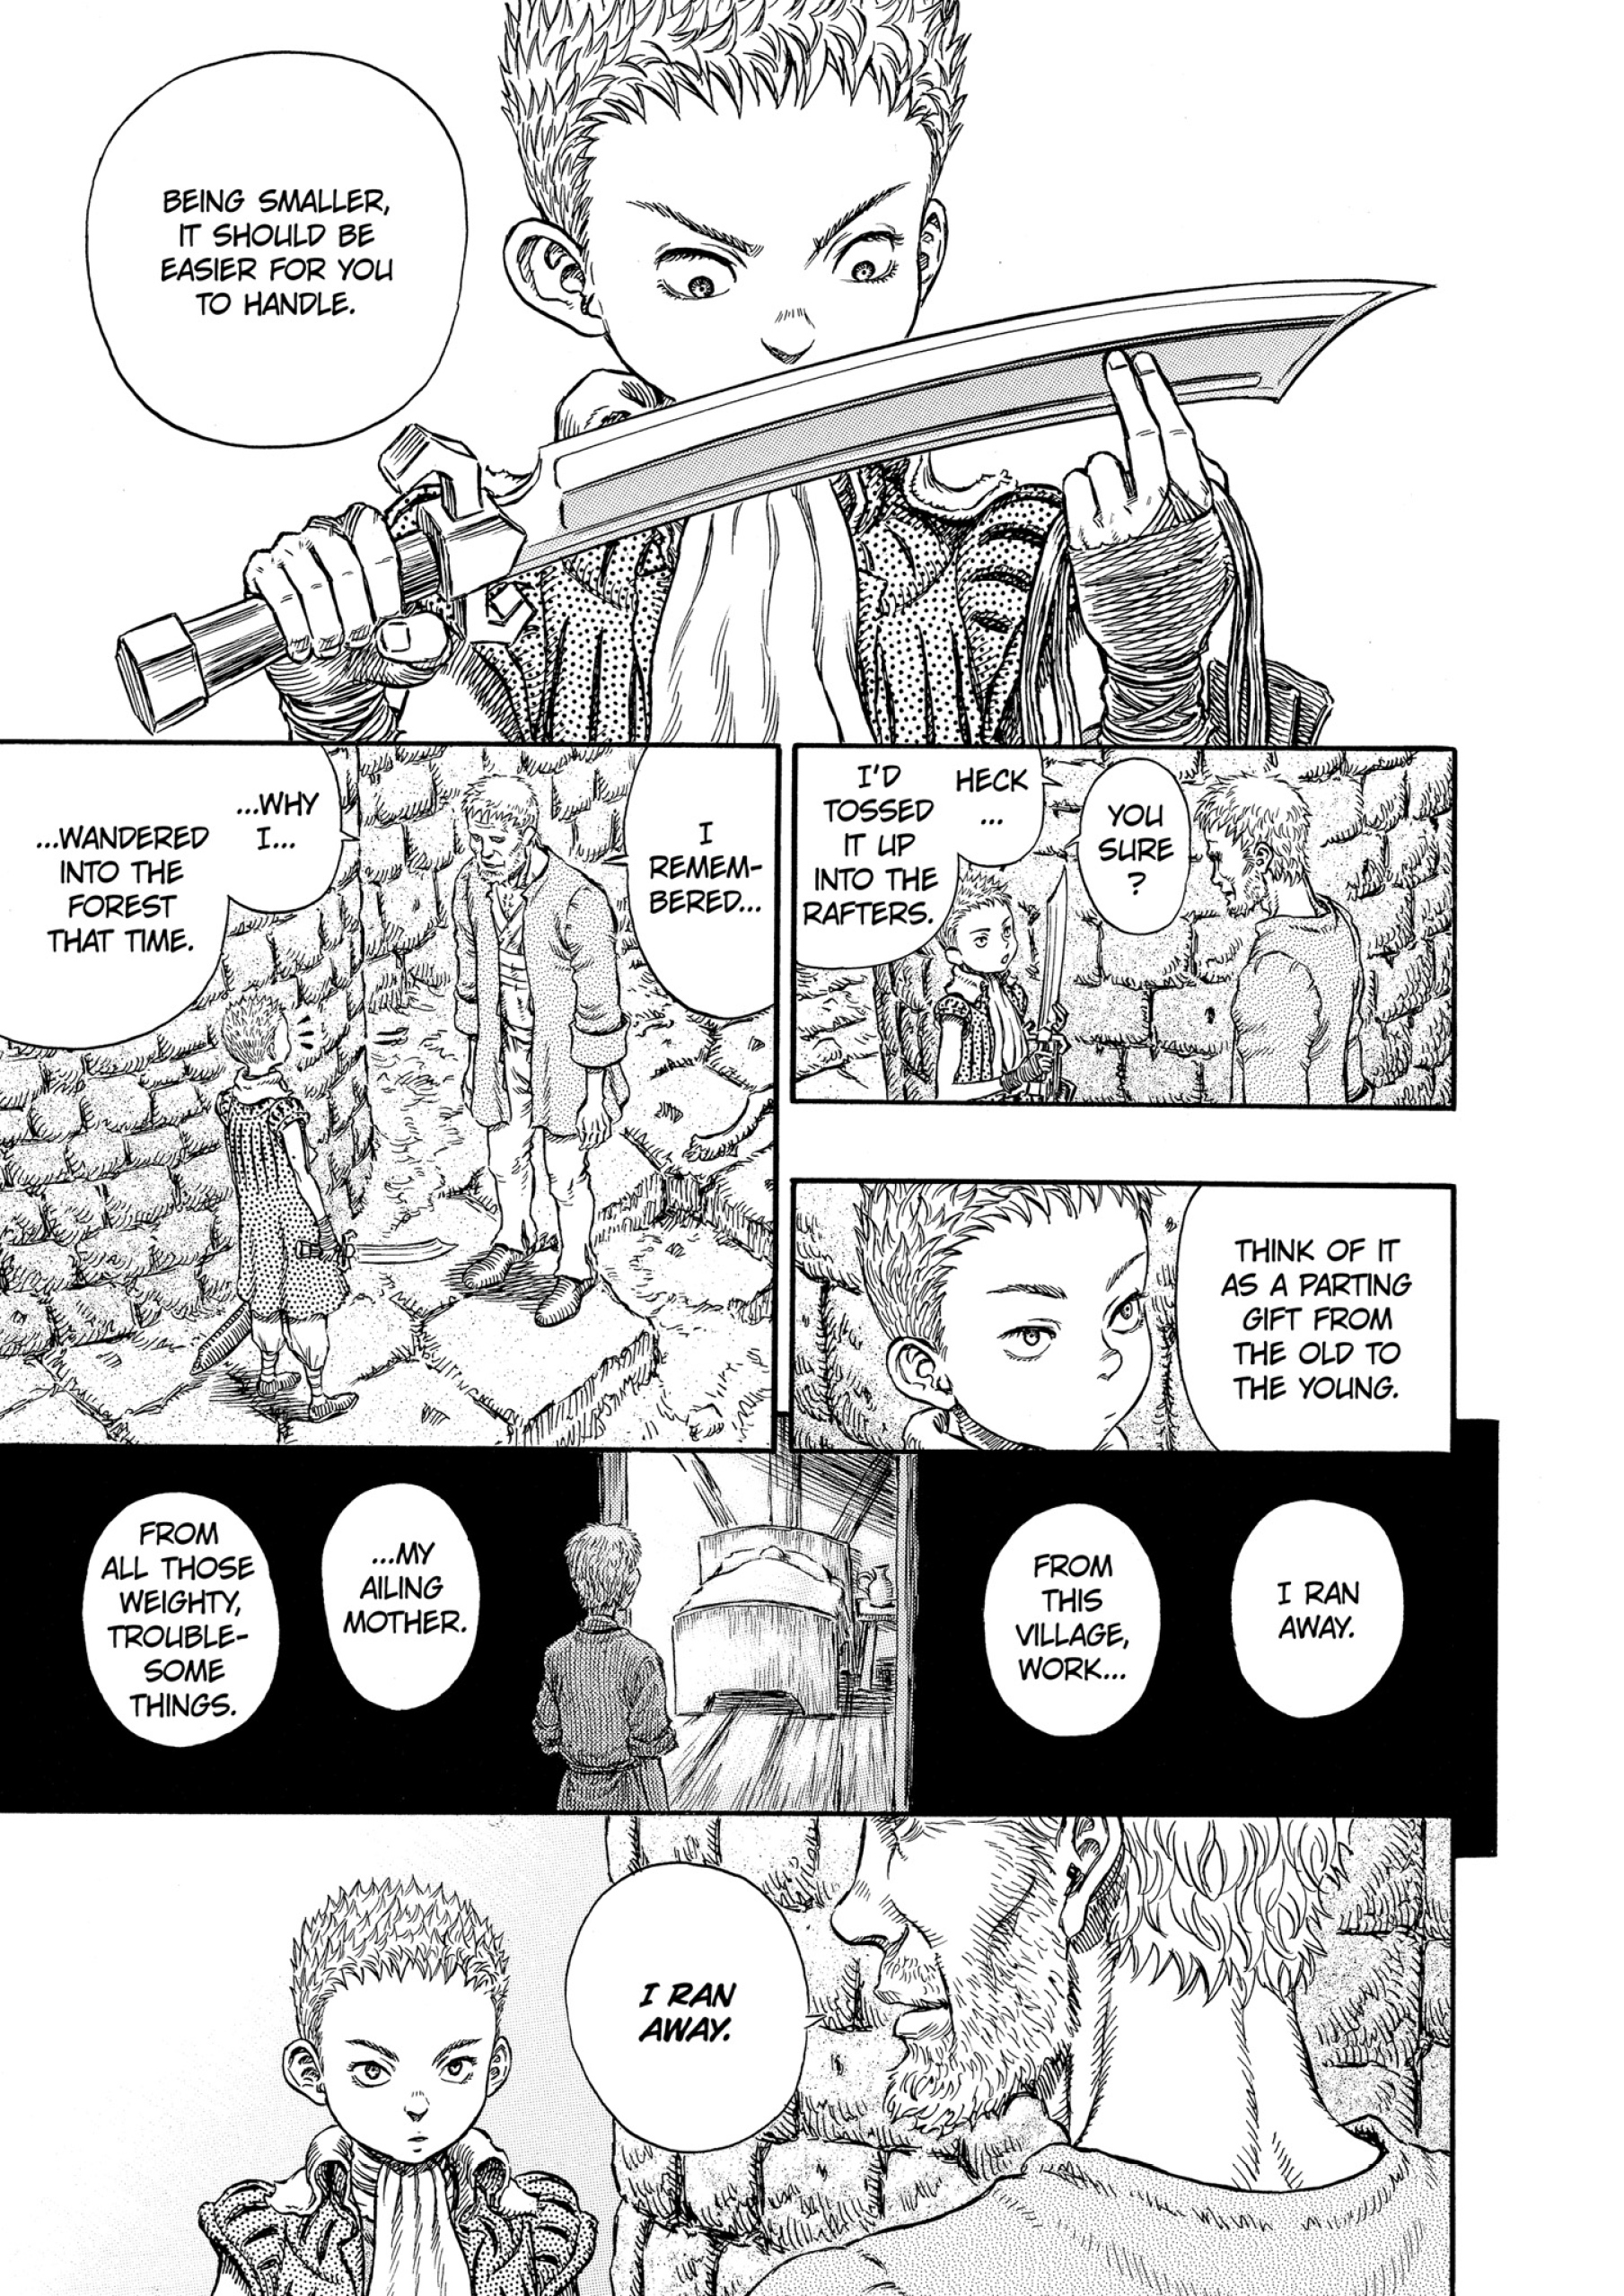 BEING SMALLER,
IT SHOULD BE
EASIER FOR YOU
TO HANDLE.
YOU
SURE
?
HECK
...
I'D
TOSSED
IT UP
INTO THE
RAFTERS.
THINK OF IT
AS A PARTING
GIFT FROM
THE OLD TO
THE YOUNG.
I
REMEM-
BERED...
...WHY
I...
...WANDERED
INTO THE
FOREST
THAT TIME.
I RAN
AWAY.
FROM
THIS
VILLAGE,
WORK...
...MY
AILING
MOTHER.
FROM
ALL THOSE
WEIGHTY,
TROUBLE-
SOME
THINGS.
I RAN
AWAY.